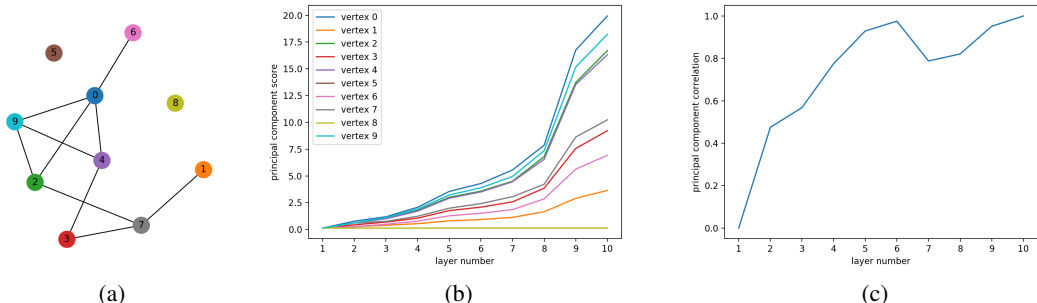 6
5
0
8
9
4
1
2
7
3
(a)
20.0
17.5
15.0
12.5
10.0
7.5
5.0
2.5
0.0
principal component score
vertex 0
vertex 1
vertex 2
vertex 3
vertex 4
vertex 5
vertex 6
vertex 7
vertex 8
vertex 9
1 2 3 4 5 6 7 8 9 10
layer number
(b)
1.0
0.8
0.6
0.4
0.2
0.0
principal component correlation
1 2 3 4 5 6 7 8 9 10
layer number
(c)